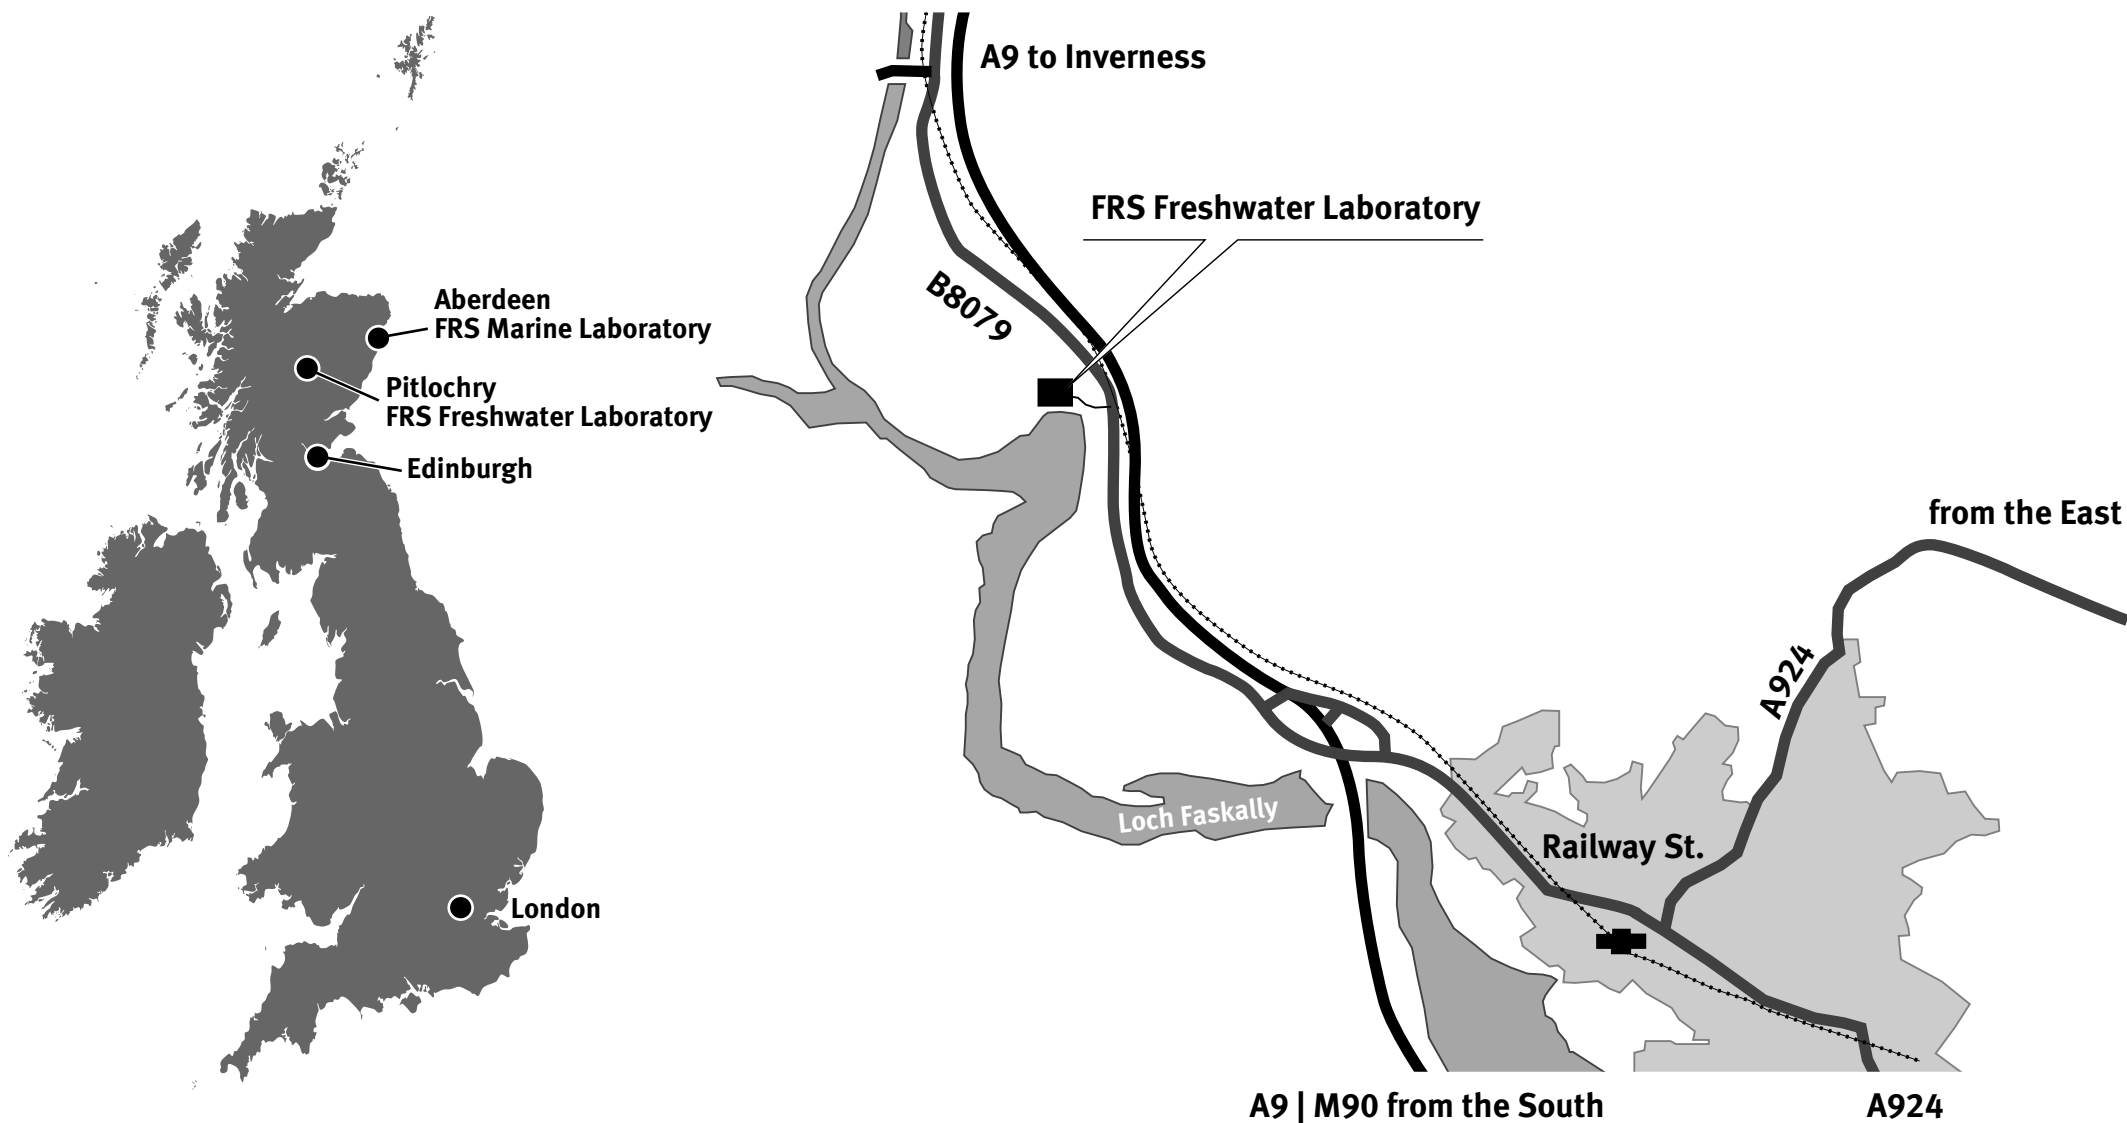 Aberdeen
FRS Marine Laboratory
Pitlochry
FRS Freshwater Laboratory
Edinburgh
London
A9 to Inverness
FRS Freshwater Laboratory
B8079
from the East
A924
Loch Faskally
Railway St.
A9 | M90 from the South
A924